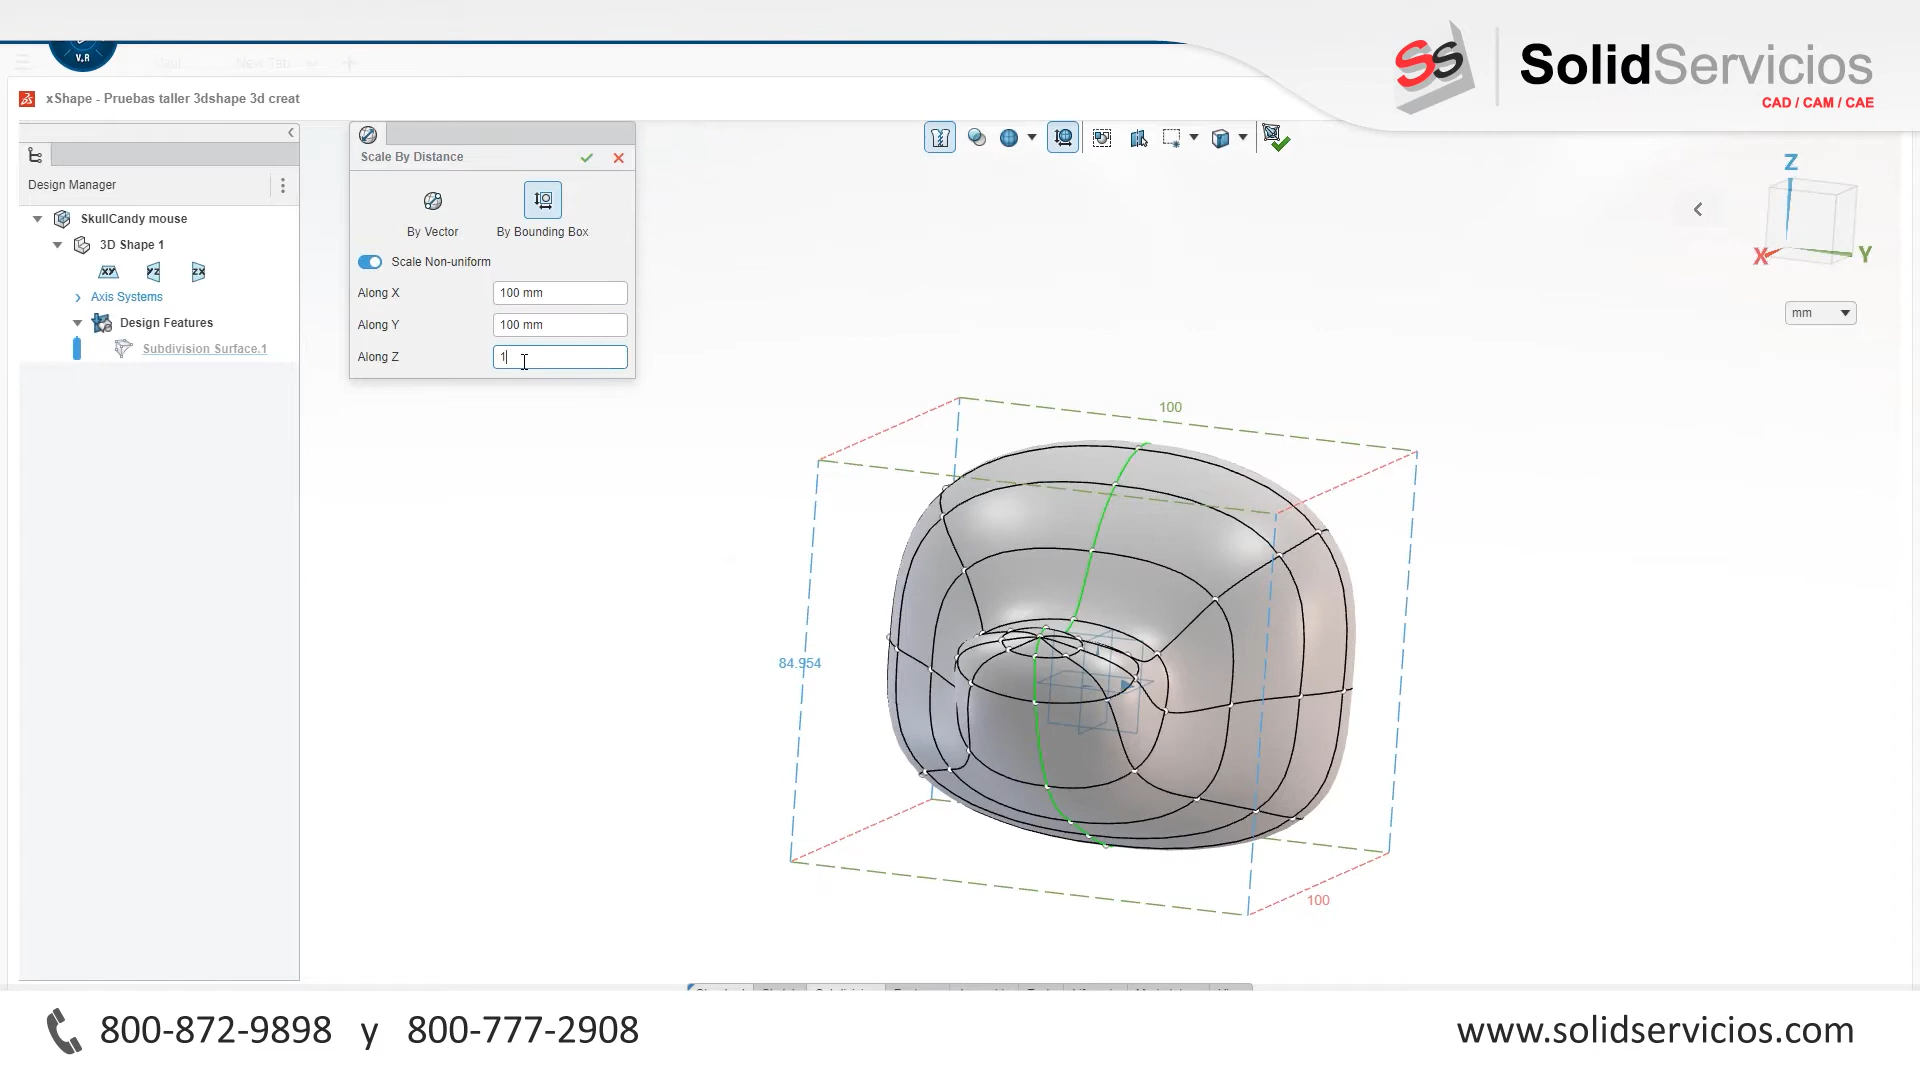 SS
SolidServicios
CAD / CAM / CAE
V.R
New Tab
xShape - Pruebas taller 3dshape 3d creat
Scale By Distance
By Vector
By Bounding Box
Scale Non-uniform
Along X
100 mm
Along Y
100 mm
Along Z
1
Design Manager
SkullCandy mouse
3D Shape 1
XY
YZ
ZX
Axis Systems
Design Features
Subdivision Surface.1
Z
X
Y
mm
100
84.954
100
800-872-9898 y 800-777-2908
www.solidservicios.com